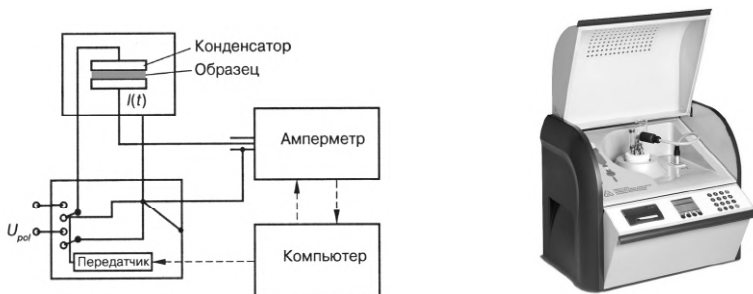 Конденсатор
Образец
I(t)
Амперметр
U_pol
Передатчик
Компьютер